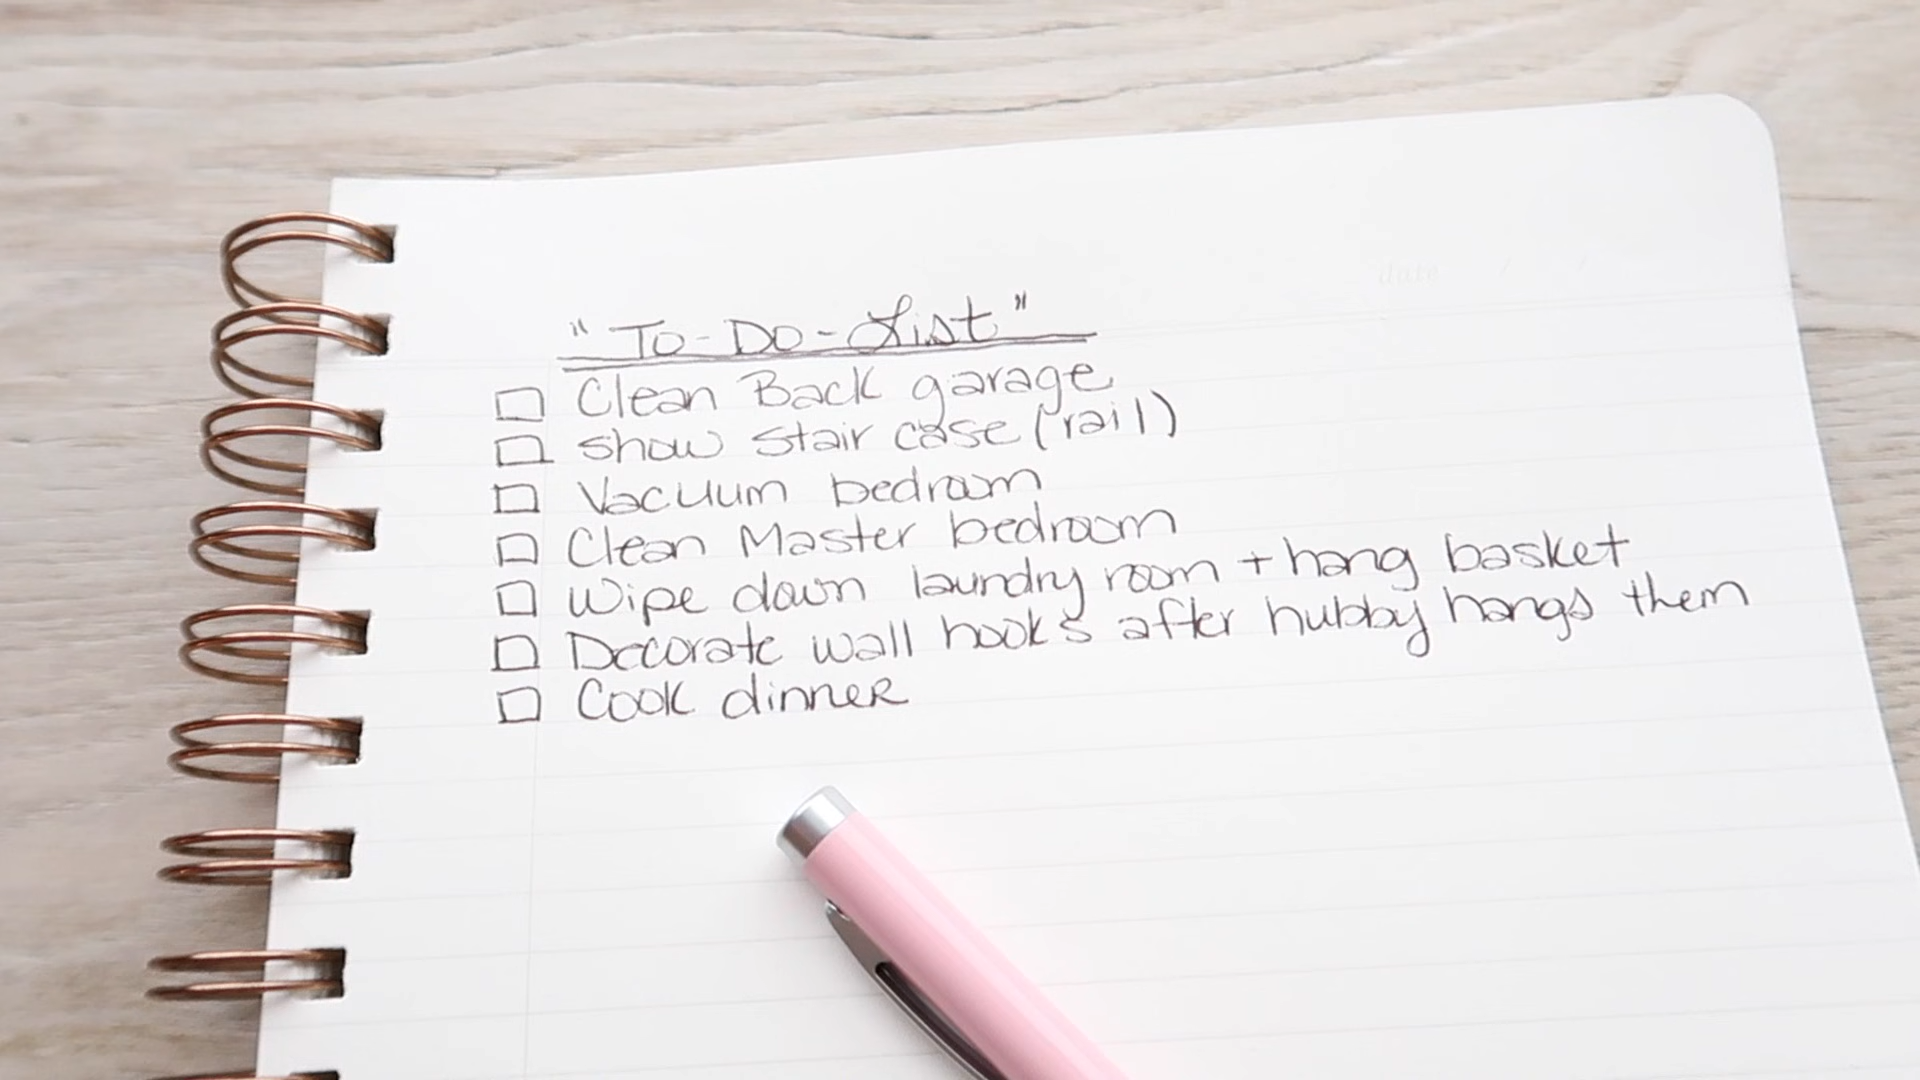 "To-Do-List"
Clean Back garage
show stair case (rail)
Vacuum bedroom
Clean Master bedroom
Wipe down laundry room + hang basket
Decorate wall hooks after hubby hangs them
Cook dinner
date / /